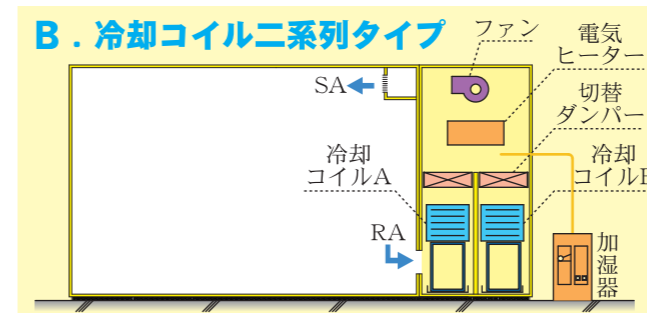 B．冷却コイル二系列タイプ
ファン
電気
ヒーター
SA
切替
ダンパー
冷却
コイルA
冷却
コイルB
RA
加湿器